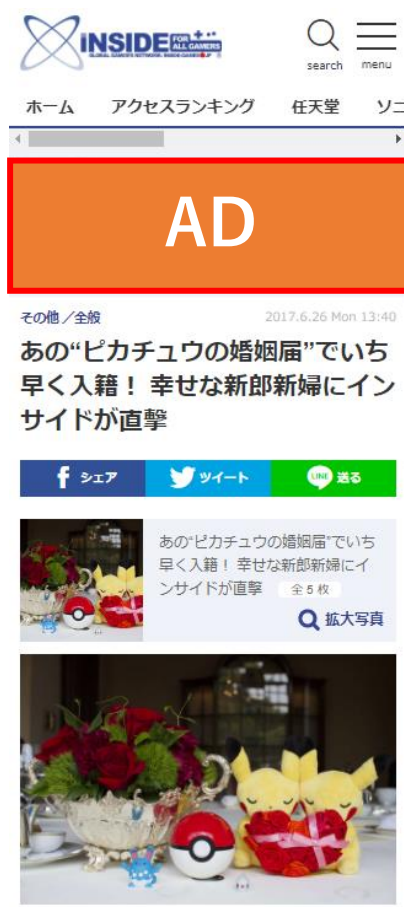 INSIDE FOR ALL GAMERS
search
menu
ホーム アクセスランキング 任天堂 ソニ
AD
その他／全般 2017.6.26 Mon 13:40
あの“ピカチュウの婚姻届”でいち
早く入籍！ 幸せな新郎新婦にイン
サイドが直撃
f シェア
ツイート
LINE 送る
あの“ピカチュウの婚姻届”でいち
早く入籍！ 幸せな新郎新婦にイ
ンサイドが直撃 全 5 枚
拡大写真